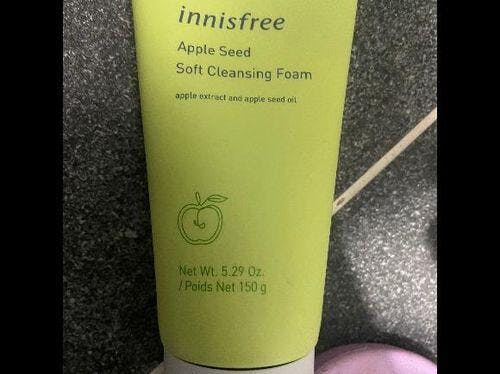 innisfree
Apple Seed
Soft Cleansing Foam
apple extract and apple seed oil
Net Wt. 5.29 Oz.
/ Poids Net 150 g